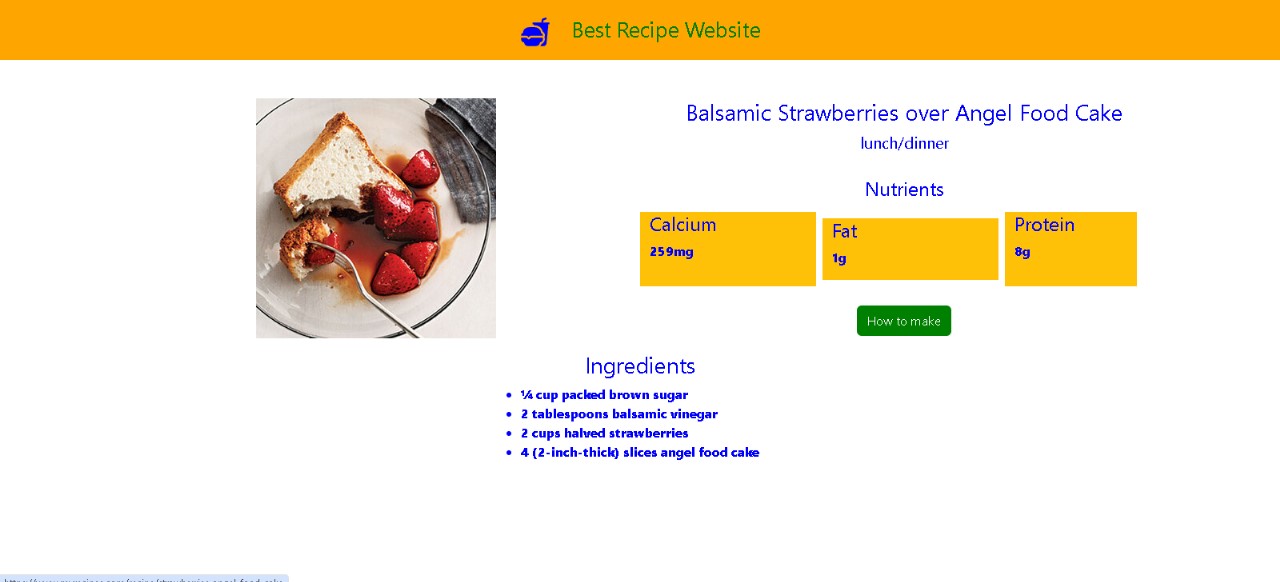 Best Recipe Website
Balsamic Strawberries over Angel Food Cake
lunch/dinner
Nutrients
Calcium
259mg
Fat
1g
Protein
8g
How to make
Ingredients
• ¼ cup packed brown sugar
• 2 tablespoons balsamic vinegar
• 2 cups halved strawberries
• 4 (2-inch-thick) slices angel food cake